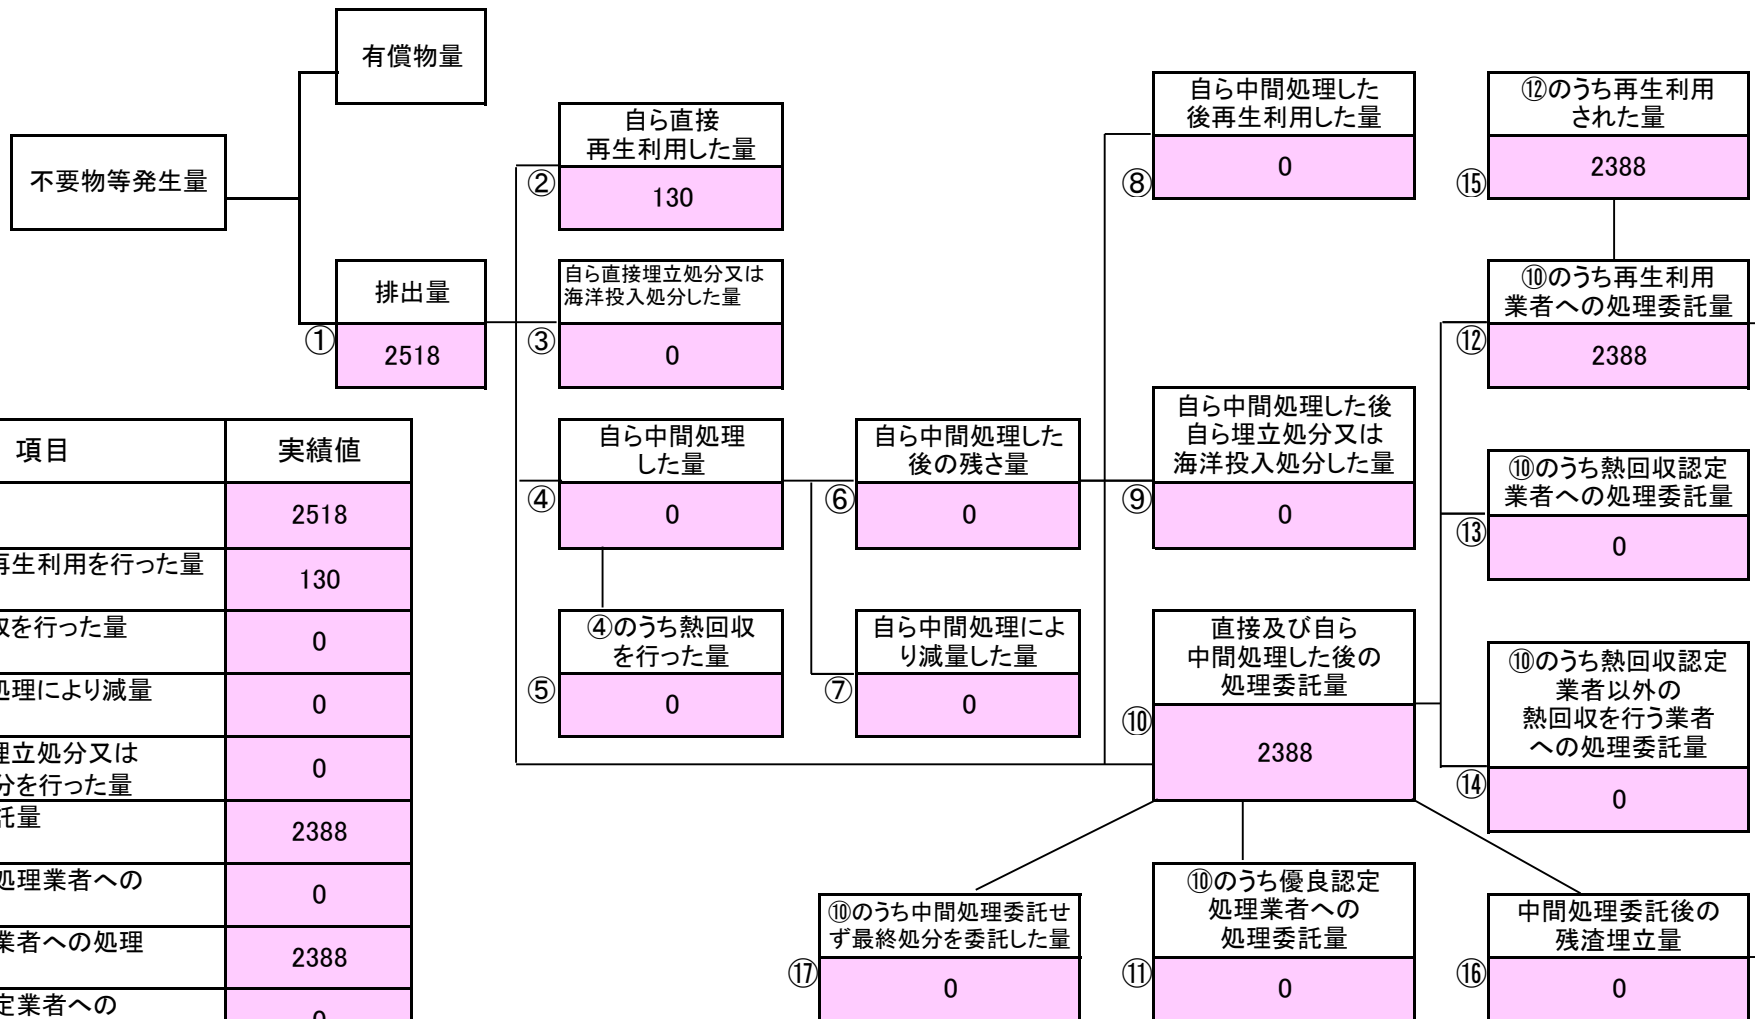 有償物量
不要物等発生量
排出量
①
2518
自ら直接
再生利用した量
②
130
自ら直接埋立処分又は
海洋投入処分した量
③
0
自ら中間処理
した量
④
0
④のうち熱回収
を行った量
⑤
0
自ら中間処理した
後の残さ量
⑥
0
自ら中間処理によ
り減量した量
⑦
0
自ら中間処理した
後再生利用した量
⑧
0
自ら中間処理した後
自ら埋立処分又は
海洋投入処分した量
⑨
0
直接及び自ら
中間処理した後の
処理委託量
⑩
2388
⑫のうち再生利用
された量
⑮
2388
⑩のうち再生利用
業者への処理委託量
⑫
2388
⑩のうち熱回収認定
業者への処理委託量
⑬
0
⑩のうち熱回収認定
業者以外の
熱回収を行う業者
への処理委託量
⑭
0
⑩のうち中間処理委託せ
ず最終処分を委託した量
⑰
0
⑩のうち優良認定
処理業者への
処理委託量
⑪
0
中間処理委託後の
残渣埋立量
⑯
0
項目 実績値
2518
再生利用を行った量
130
収を行った量
0
処理により減量
0
埋立処分又は
分を行った量
0
託量
2388
処理業者への
0
業者への処理
2388
定業者への
0